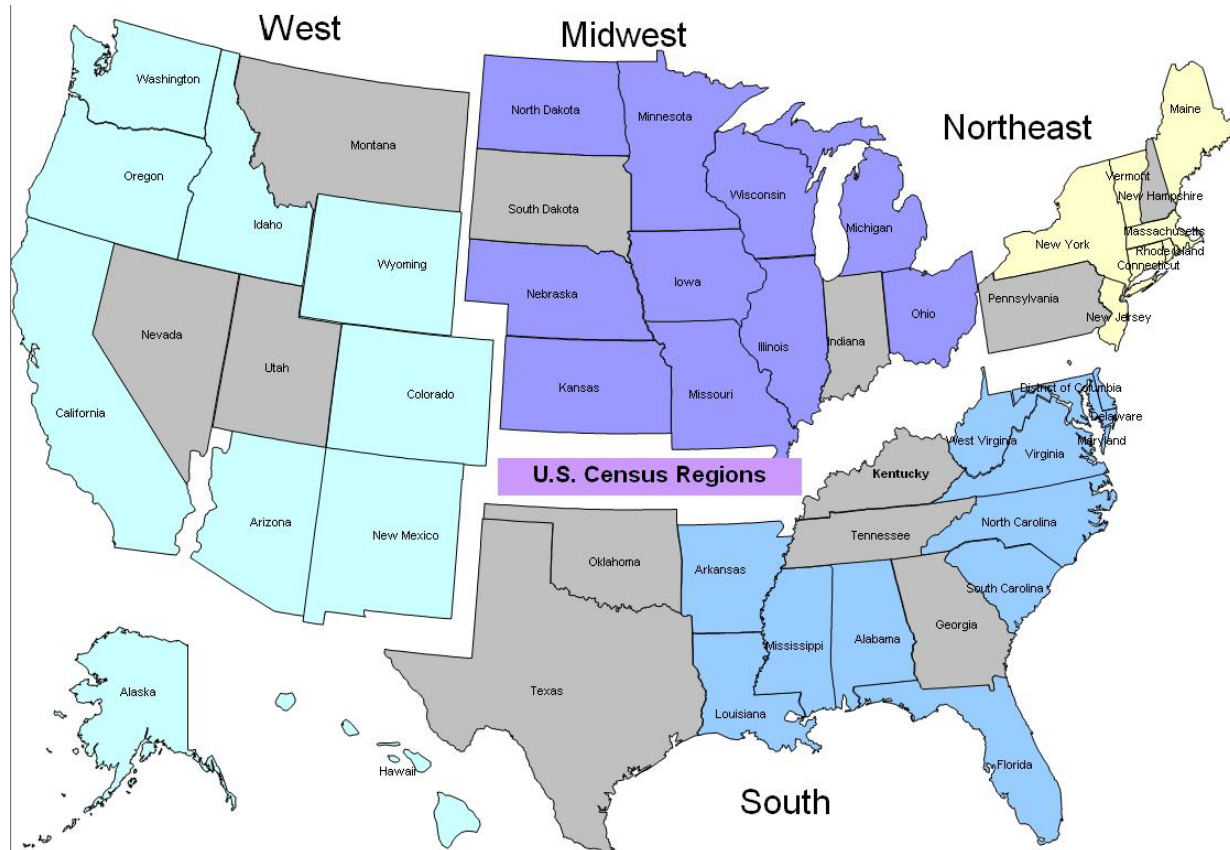 West
Midwest
Northeast
Washington
Oregon
Idaho
Montana
Wyoming
California
Nevada
Utah
Colorado
Arizona
New Mexico
Alaska
Hawaii
North Dakota
South Dakota
Nebraska
Kansas
Minnesota
Iowa
Missouri
Wisconsin
Illinois
Michigan
Indiana
Ohio
Maine
Vermont
New Hampshire
Massachusetts
Rhode Island
Connecticut
New York
Pennsylvania
New Jersey
U.S. Census Regions
District of Columbia
Delaware
Maryland
West Virginia
Virginia
Kentucky
Tennessee
North Carolina
South Carolina
Oklahoma
Arkansas
Texas
Louisiana
Mississippi
Alabama
Georgia
Florida
South